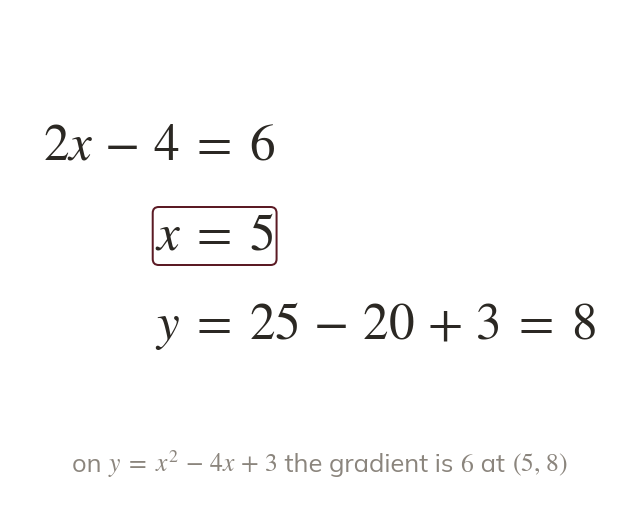 2x − 4 = 6
x = 5
y = 25 − 20 + 3 = 8
on y = x² − 4x + 3 the gradient is 6 at (5, 8)